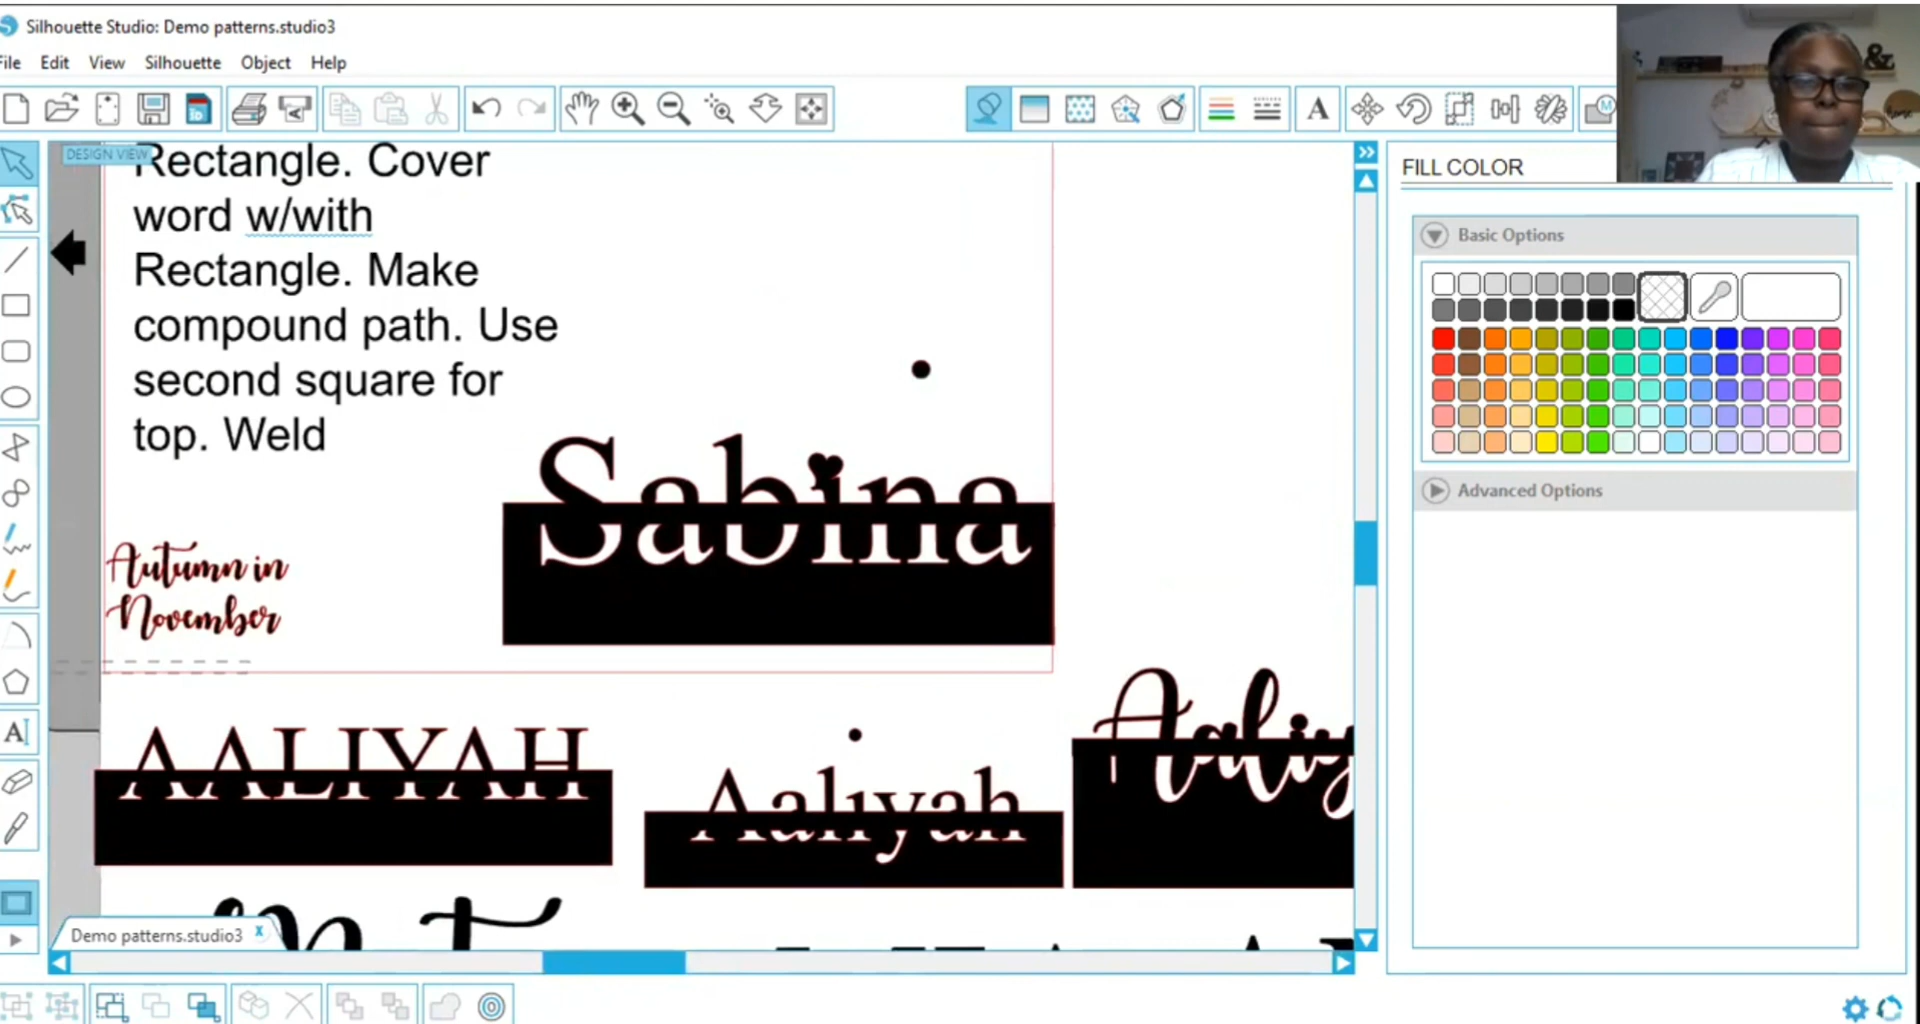 Silhouette Studio: Demo patterns.studio3
File Edit View Silhouette Object Help
DESIGN VIEW
Rectangle. Cover
word w/with
Rectangle. Make
compound path. Use
second square for
top. Weld
Sabina
Autumn in
November
AALIYAH
Aaliyah
Aaliy
Demo patterns.studio3 x
FILL COLOR
Basic Options
Advanced Options
&
home